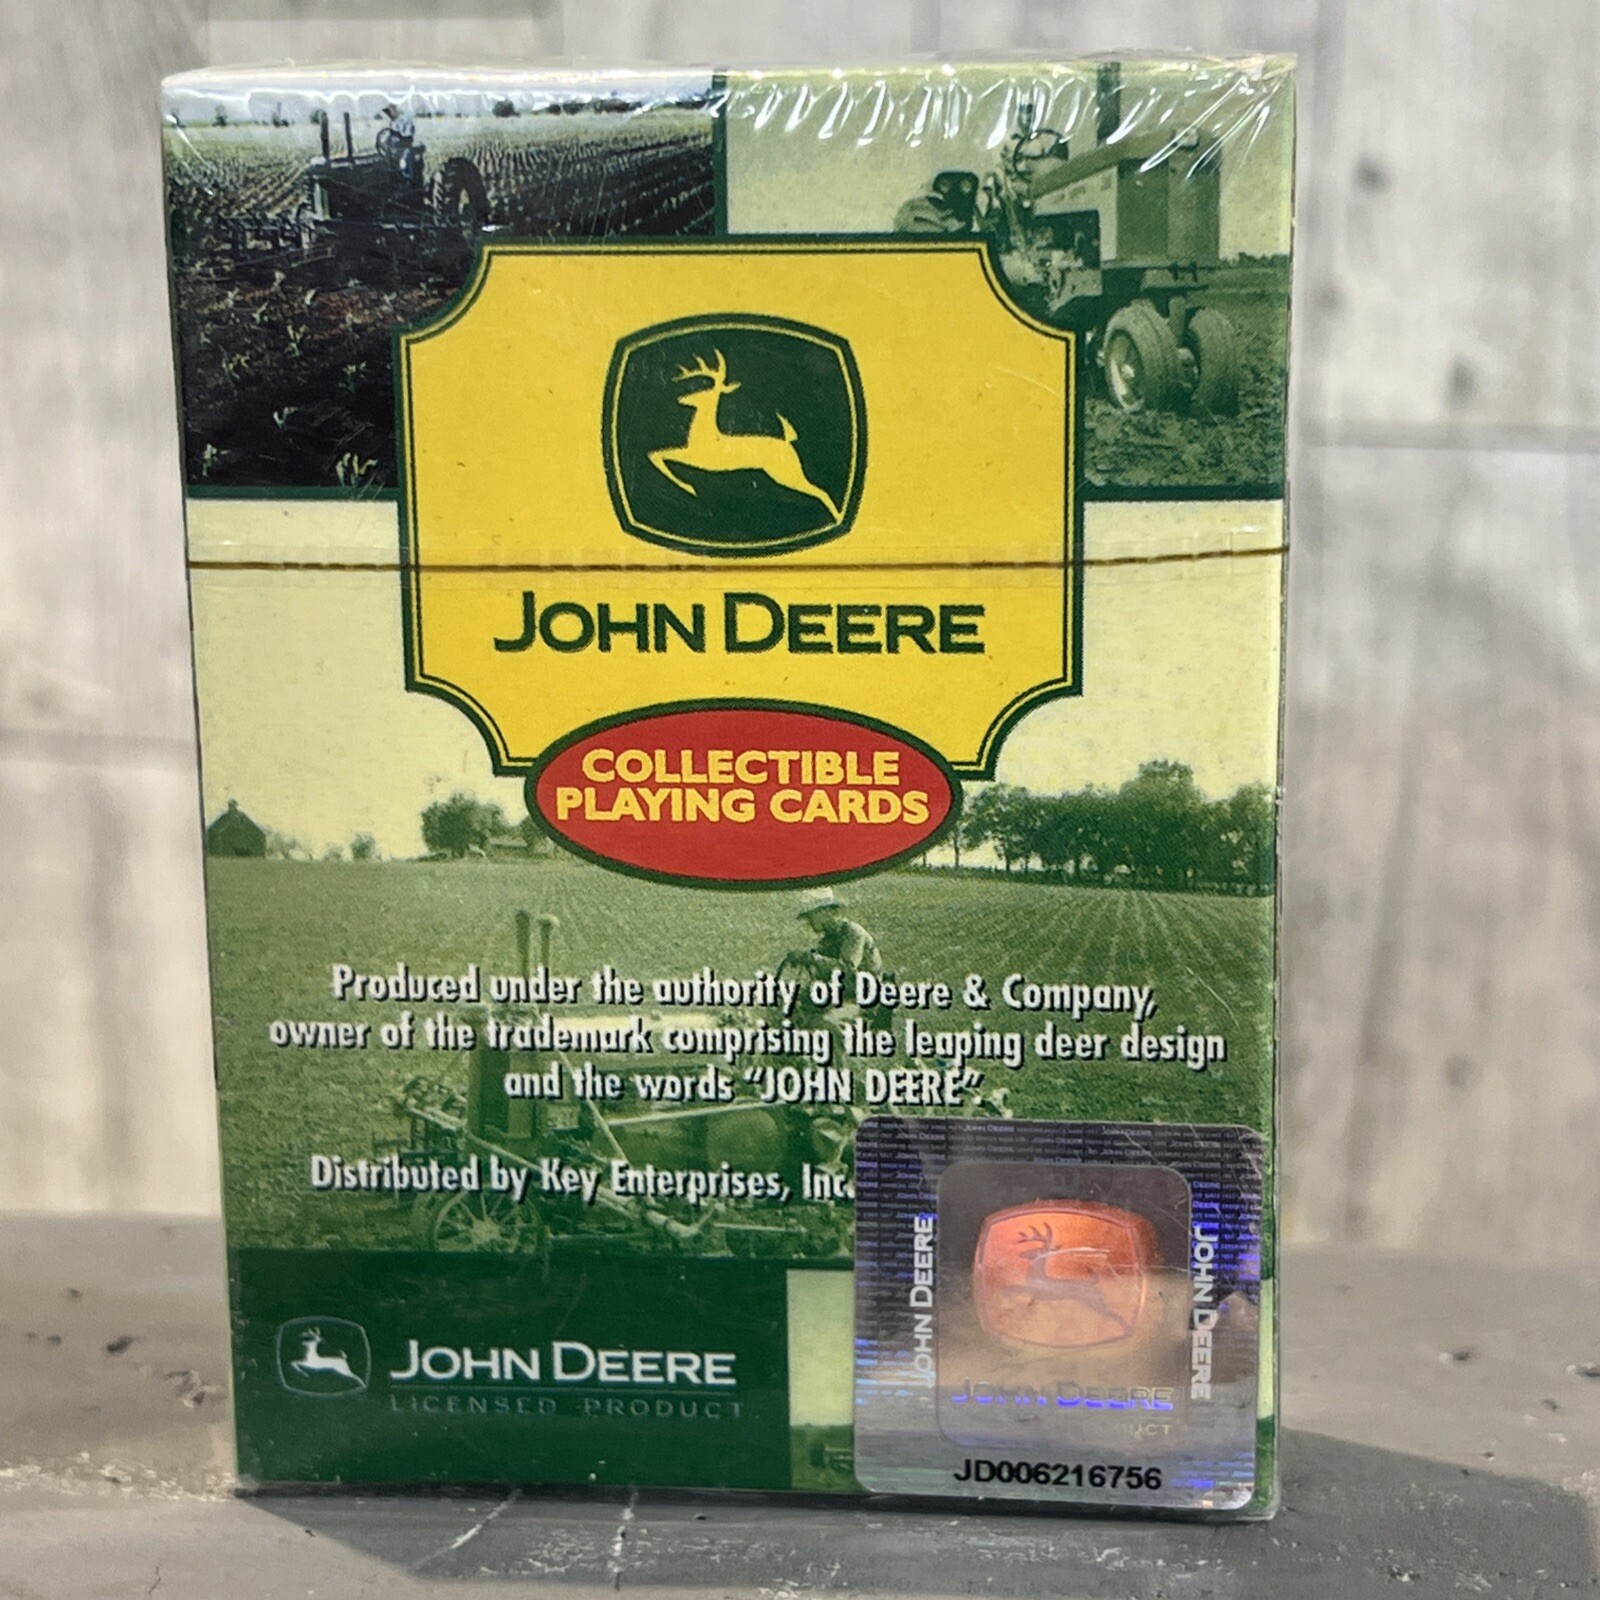 JOHN DEERE
COLLECTIBLE
PLAYING CARDS
Produced under the authority of Deere & Company,
owner of the trademark comprising the leaping deer design
and the words “JOHN DEERE”.
Distributed by Key Enterprises, Inc.
JOHN DEERE
LICENSED PRODUCT
JOHN DEERE
JOHN DEERE
JOHN DEERE
JD006216756